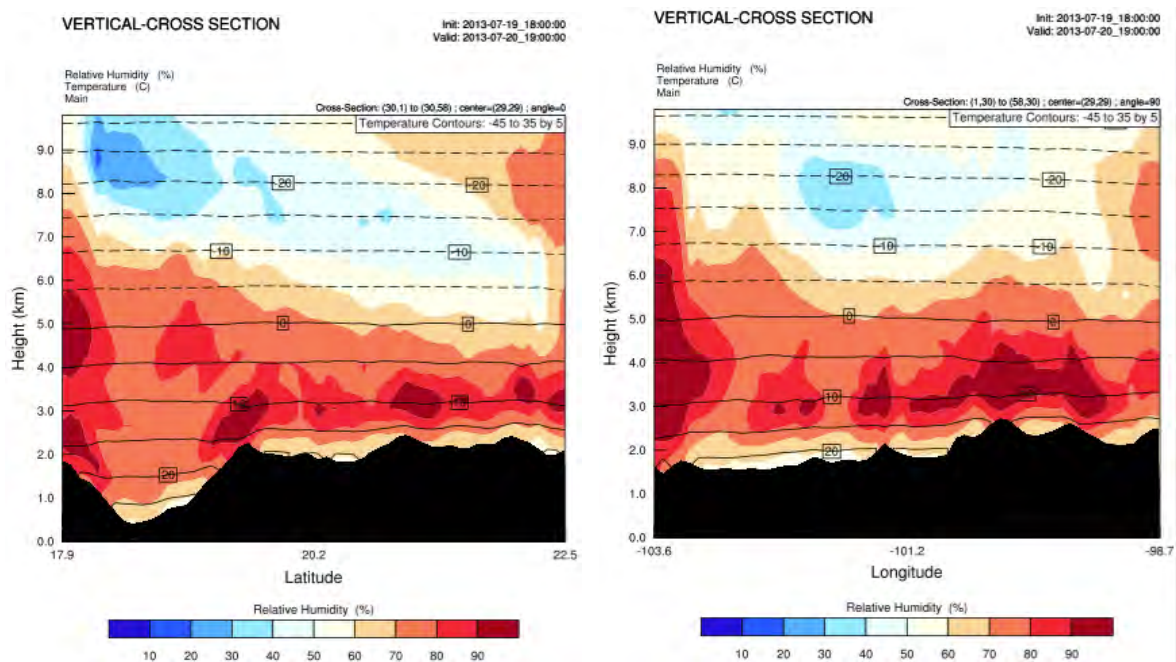 VERTICAL-CROSS SECTION
Init: 2013-07-19_18:00:00
Valid: 2013-07-20_19:00:00
Relative Humidity (%)
Temperature (C)
Main
Cross-Section: (30,1) to (30,58) ; center=(29,29) ; angle=0
Temperature Contours: -45 to 35 by 5
9.0
8.0
7.0
6.0
5.0
4.0
3.0
2.0
1.0
0.0
Height (km)
-20
-20
-10
-10
0
0
20
17.9
20.2
22.5
Latitude
Relative Humidity (%)
10 20 30 40 50 60 70 80 90
VERTICAL-CROSS SECTION
Init: 2013-07-19_18:00:00
Valid: 2013-07-20_19:00:00
Relative Humidity (%)
Temperature (C)
Main
Cross-Section: (1,30) to (58,30) ; center=(29,29) ; angle=90
Temperature Contours: -45 to 35 by 5
9.0
8.0
7.0
6.0
5.0
4.0
3.0
2.0
1.0
0.0
Height (km)
-20
-20
-10
-10
0
0
10
20
-103.6
-101.2
-98.7
Longitude
Relative Humidity (%)
10 20 30 40 50 60 70 80 90